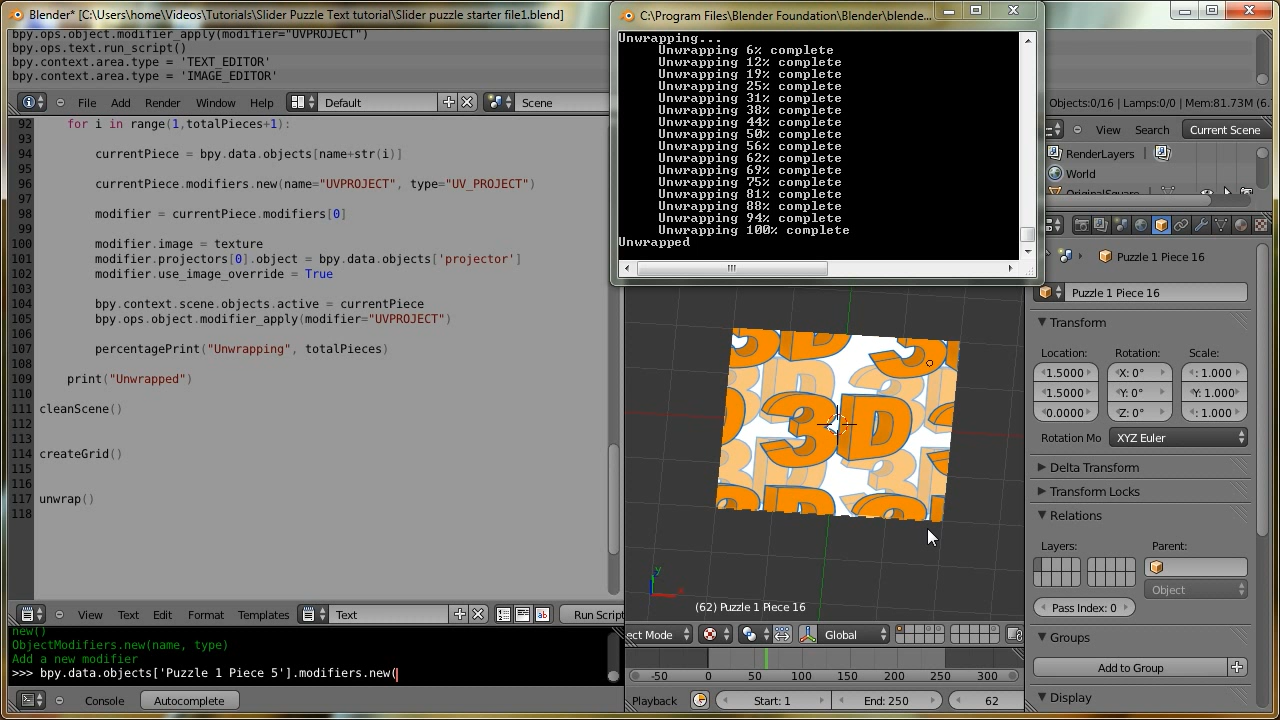 Blender* [C:\Users\home\Videos\Tutorials\Slider Puzzle Text tutorial\Slider puzzle starter file1.blend]
bpy.ops.object.modifier_apply(modifier="UVPROJECT")
bpy.ops.text.run_script()
bpy.context.area.type = 'TEXT_EDITOR'
bpy.context.area.type = 'IMAGE_EDITOR'
File Add Render Window Help Default Scene
92 for i in range(1,totalPieces+1):
93
94 currentPiece = bpy.data.objects[name+str(i)]
95
96 currentPiece.modifiers.new(name="UVPROJECT", type="UV_PROJECT")
97
98 modifier = currentPiece.modifiers[0]
99
100 modifier.image = texture
101 modifier.projectors[0].object = bpy.data.objects['projector']
102 modifier.use_image_override = True
103
104 bpy.context.scene.objects.active = currentPiece
105 bpy.ops.object.modifier_apply(modifier="UVPROJECT")
106
107 percentagePrint("Unwrapping", totalPieces)
108
109 print("Unwrapped")
110
111 cleanScene()
112
113
114 createGrid()
115
116
117 unwrap()
118
View Text Edit Format Templates Text Run Script
new()
ObjectModifiers.new(name, type)
Add a new modifier
>>> bpy.data.objects['Puzzle 1 Piece 5'].modifiers.new(
Console Autocomplete
C:\Program Files\Blender Foundation\Blender\blende...
Unwrapping...
Unwrapping 6% complete
Unwrapping 12% complete
Unwrapping 19% complete
Unwrapping 25% complete
Unwrapping 31% complete
Unwrapping 38% complete
Unwrapping 44% complete
Unwrapping 50% complete
Unwrapping 56% complete
Unwrapping 62% complete
Unwrapping 69% complete
Unwrapping 75% complete
Unwrapping 81% complete
Unwrapping 88% complete
Unwrapping 94% complete
Unwrapping 100% complete
Unwrapped
3D
y
x
(62) Puzzle 1 Piece 16
ect Mode Global
-50 0 50 100 150 200 250
Playback Start: 1 End: 250 62
Objects:0/16 | Lamps:0/0 | Mem:81.73M (6.
View Search Current Scene
RenderLayers
World
OriginalSquare
Puzzle 1 Piece 16
Puzzle 1 Piece 16
Transform
Location: Rotation: Scale:
1.5000 X: 0° : 1.000
1.5000 Y: 0° Y: 1.000
0.0000 Z: 0° : 1.000
Rotation Mo XYZ Euler
Delta Transform
Transform Locks
Relations
Layers: Parent:
Object
Pass Index: 0
Groups
Add to Group
Display